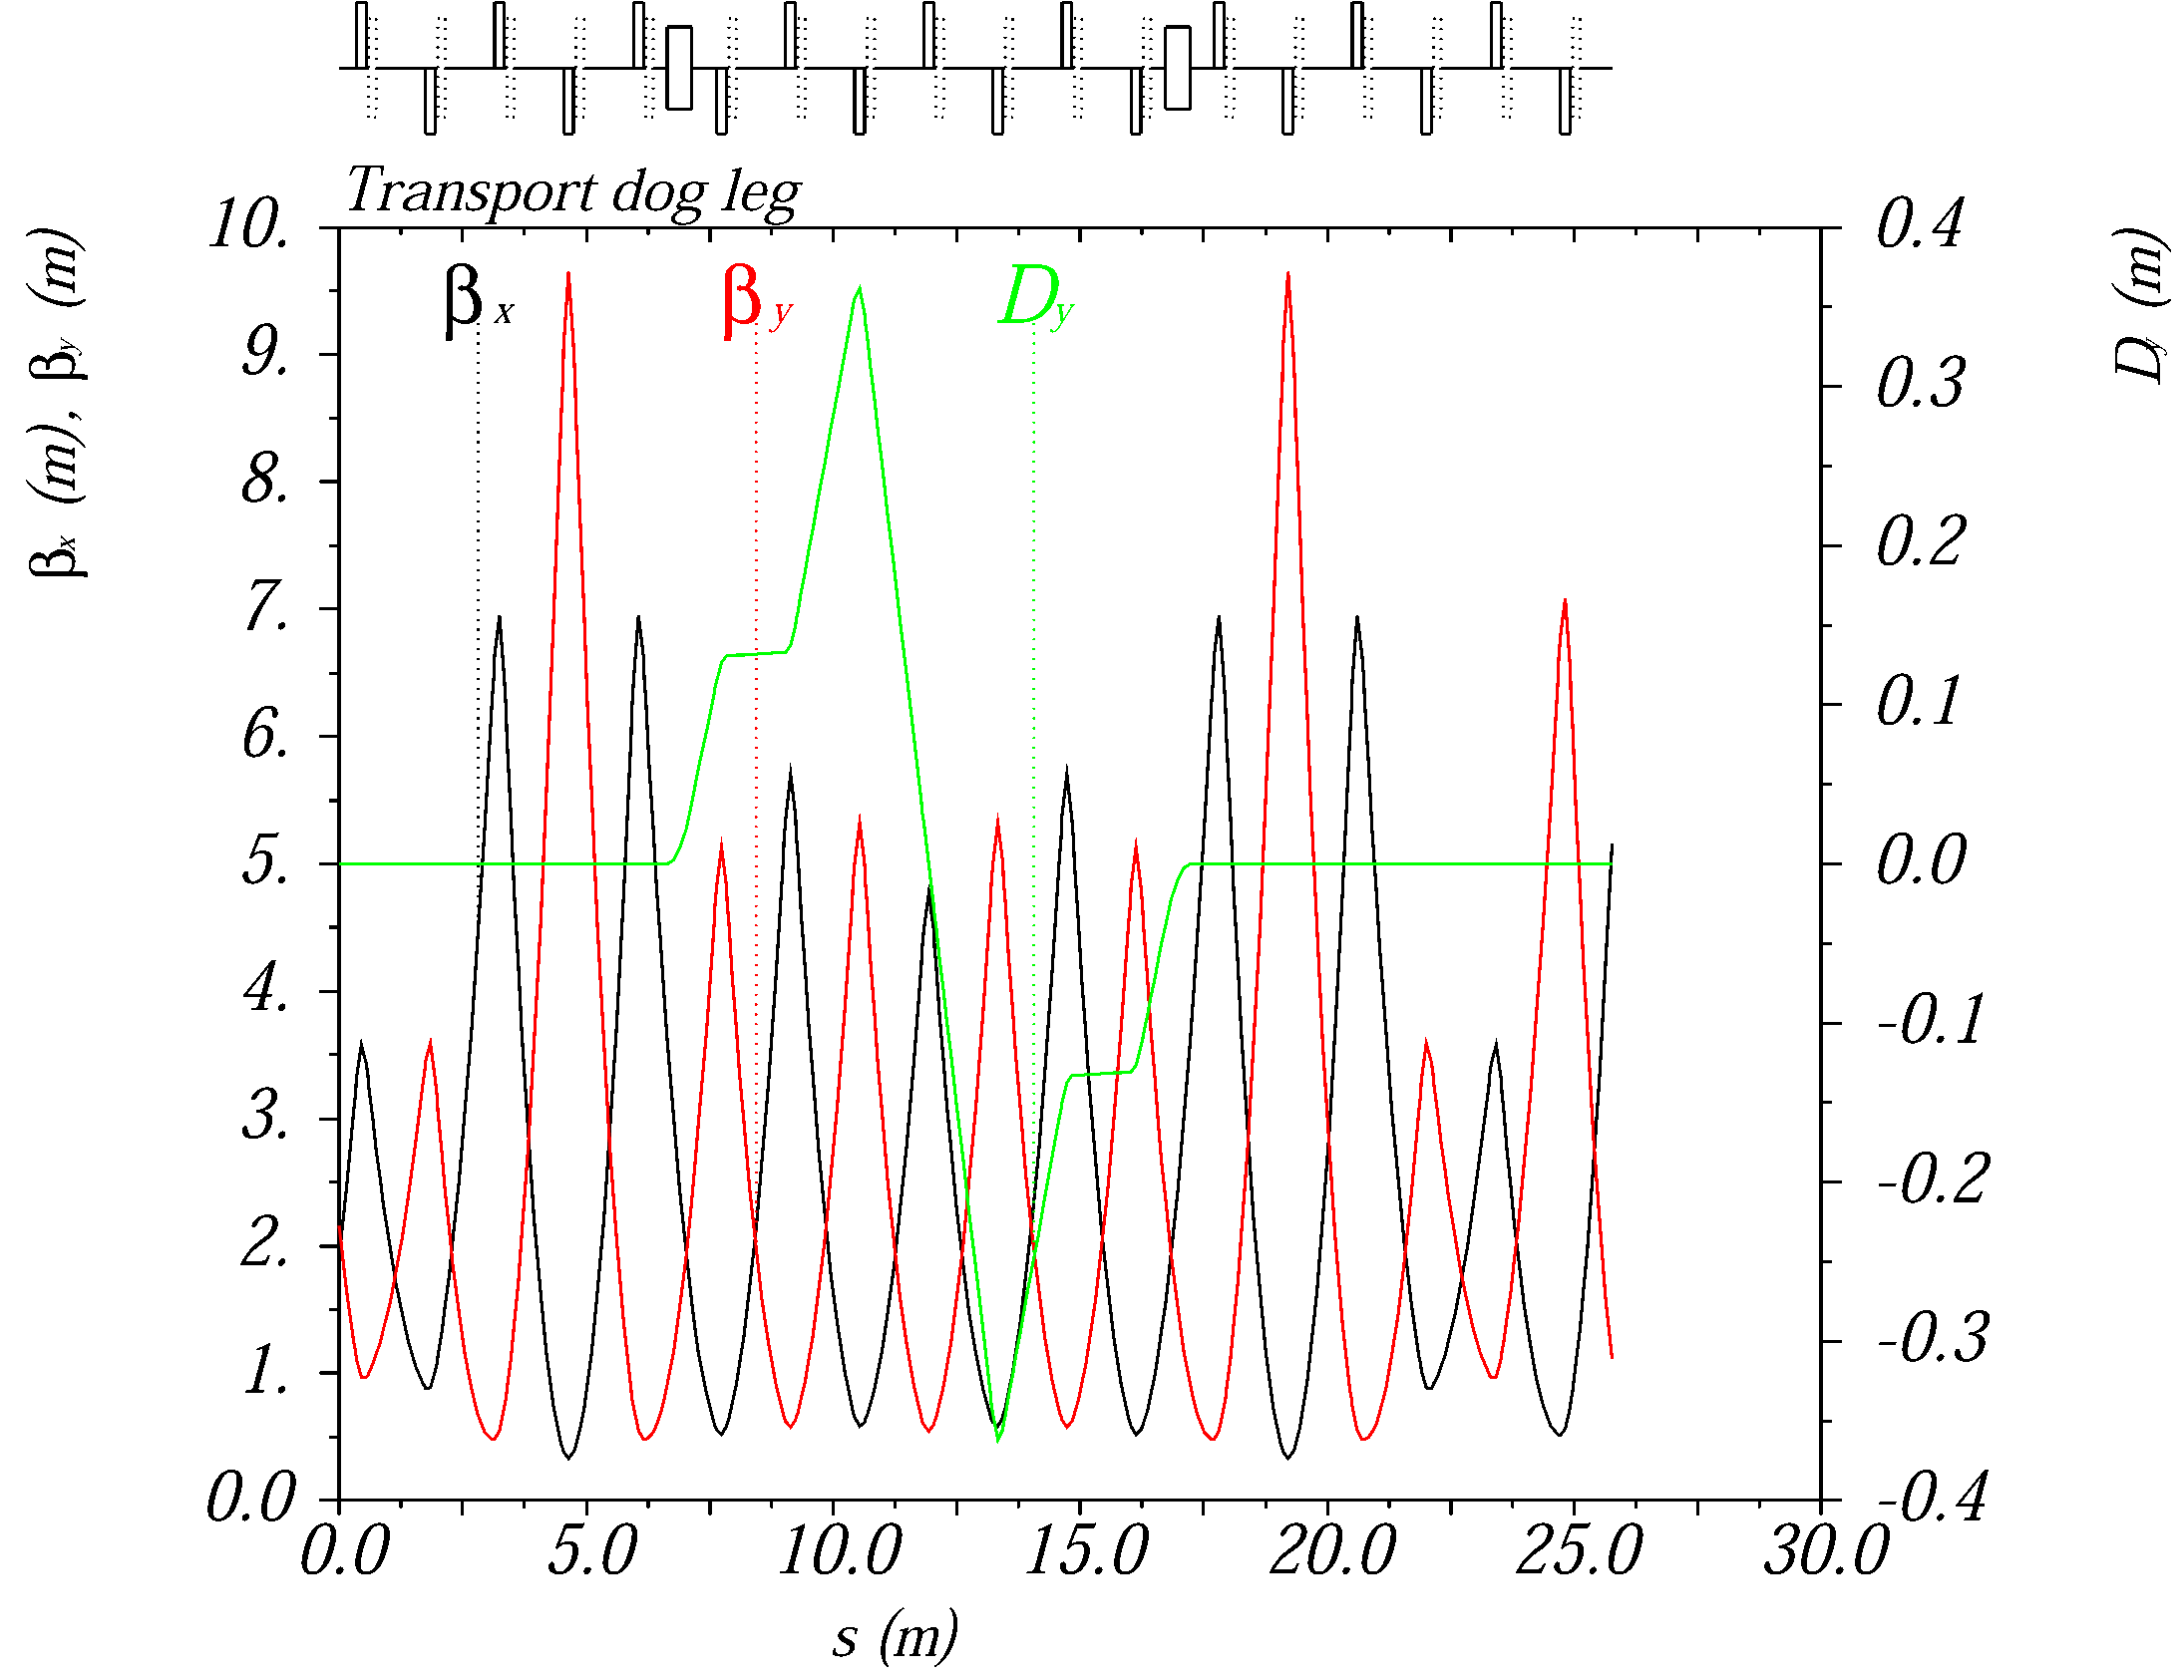 Transport dog leg
10.
9.
8.
7.
6.
5.
4.
3.
2.
1.
0.0
βx (m), βy (m)
βx
βy
Dy
0.4
0.3
0.2
0.1
0.0
-0.1
-0.2
-0.3
-0.4
Dy (m)
0.0 5.0 10.0 15.0 20.0 25.0 30.0
s (m)